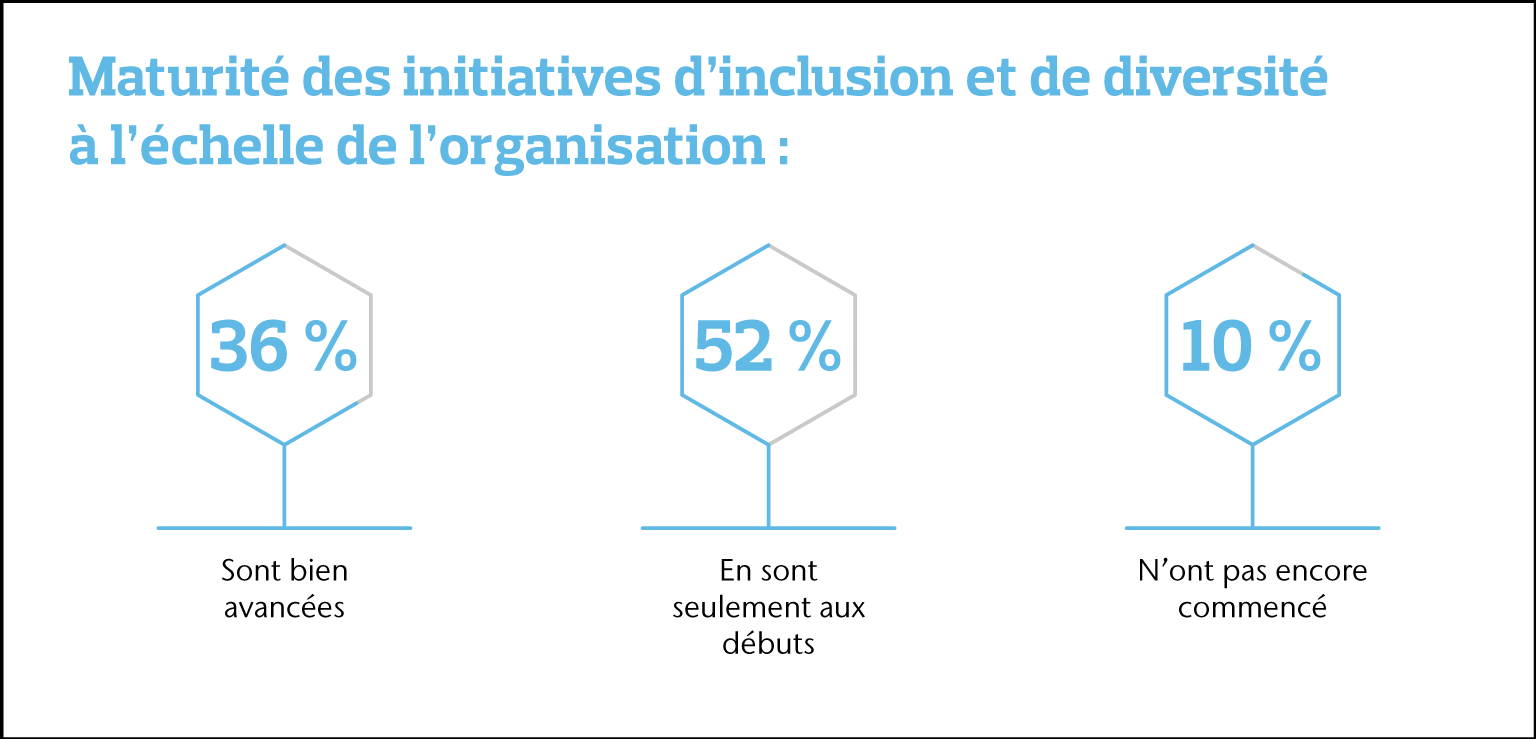 Maturité des initiatives d’inclusion et de diversité
à l’échelle de l’organisation :
36 %
52 %
10 %
Sont bien
avancées
En sont
seulement aux
débuts
N’ont pas encore
commencé